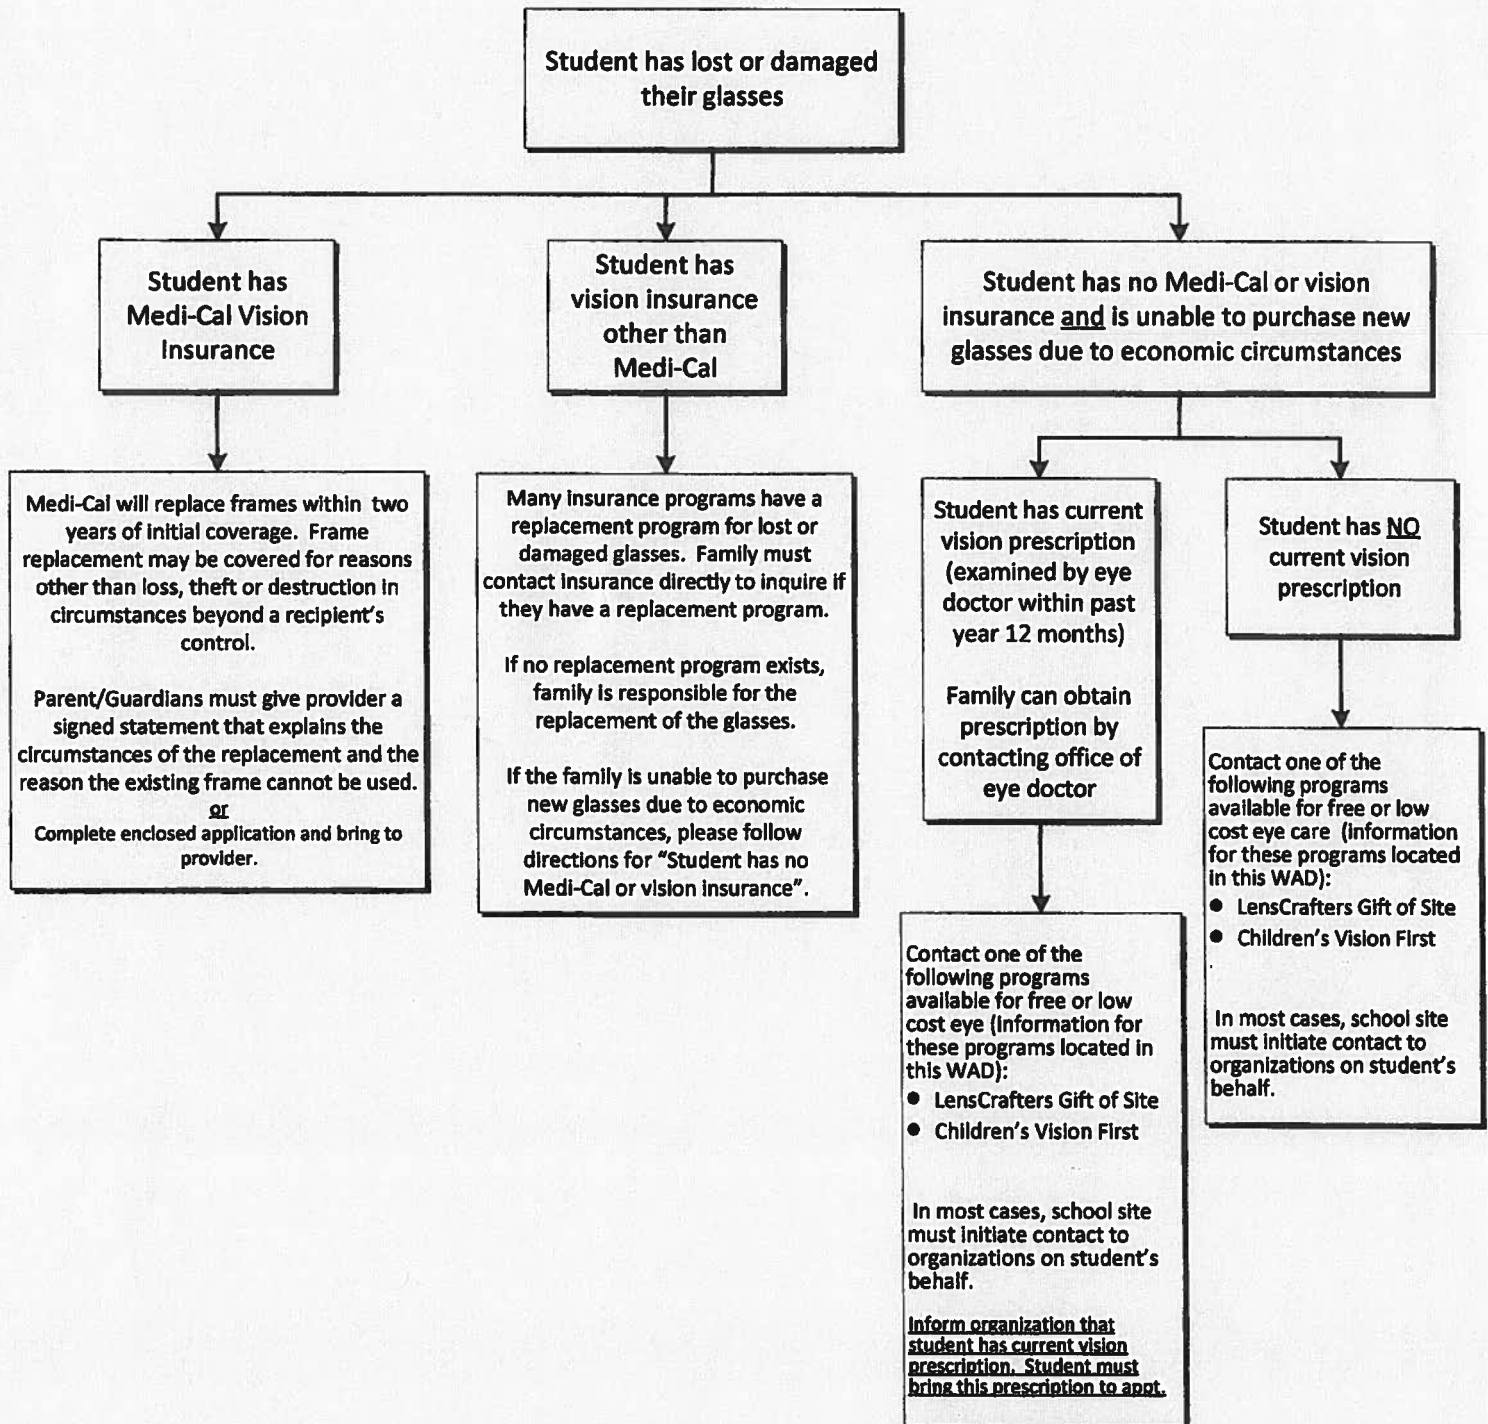 Student has lost or damaged
their glasses
Student has
Medi-Cal Vision
Insurance
Student has
vision insurance
other than
Medi-Cal
Student has no Medi-Cal or vision
insurance and is unable to purchase new
glasses due to economic circumstances
Medi-Cal will replace frames within two
years of initial coverage. Frame
replacement may be covered for reasons
other than loss, theft or destruction in
circumstances beyond a recipient's
control.
Parent/Guardians must give provider a
signed statement that explains the
circumstances of the replacement and the
reason the existing frame cannot be used.
or
Complete enclosed application and bring to
provider.
Many insurance programs have a
replacement program for lost or
damaged glasses. Family must
contact insurance directly to inquire if
they have a replacement program.
If no replacement program exists,
family is responsible for the
replacement of the glasses.
If the family is unable to purchase
new glasses due to economic
circumstances, please follow
directions for "Student has no
Medi-Cal or vision insurance".
Student has current
vision prescription
(examined by eye
doctor within past
year 12 months)
Family can obtain
prescription by
contacting office of
eye doctor
Student has NO
current vision
prescription
Contact one of the
following programs
available for free or low
cost eye (information for
these programs located in
this WAD):
● LensCrafters Gift of Site
● Children's Vision First
In most cases, school site
must initiate contact to
organizations on student's
behalf.
Inform organization that
student has current vision
prescription. Student must
bring this prescription to appt.
Contact one of the
following programs
available for free or low
cost eye care (information
for these programs located
in this WAD):
● LensCrafters Gift of Site
● Children's Vision First
In most cases, school site
must initiate contact to
organizations on student's
behalf.